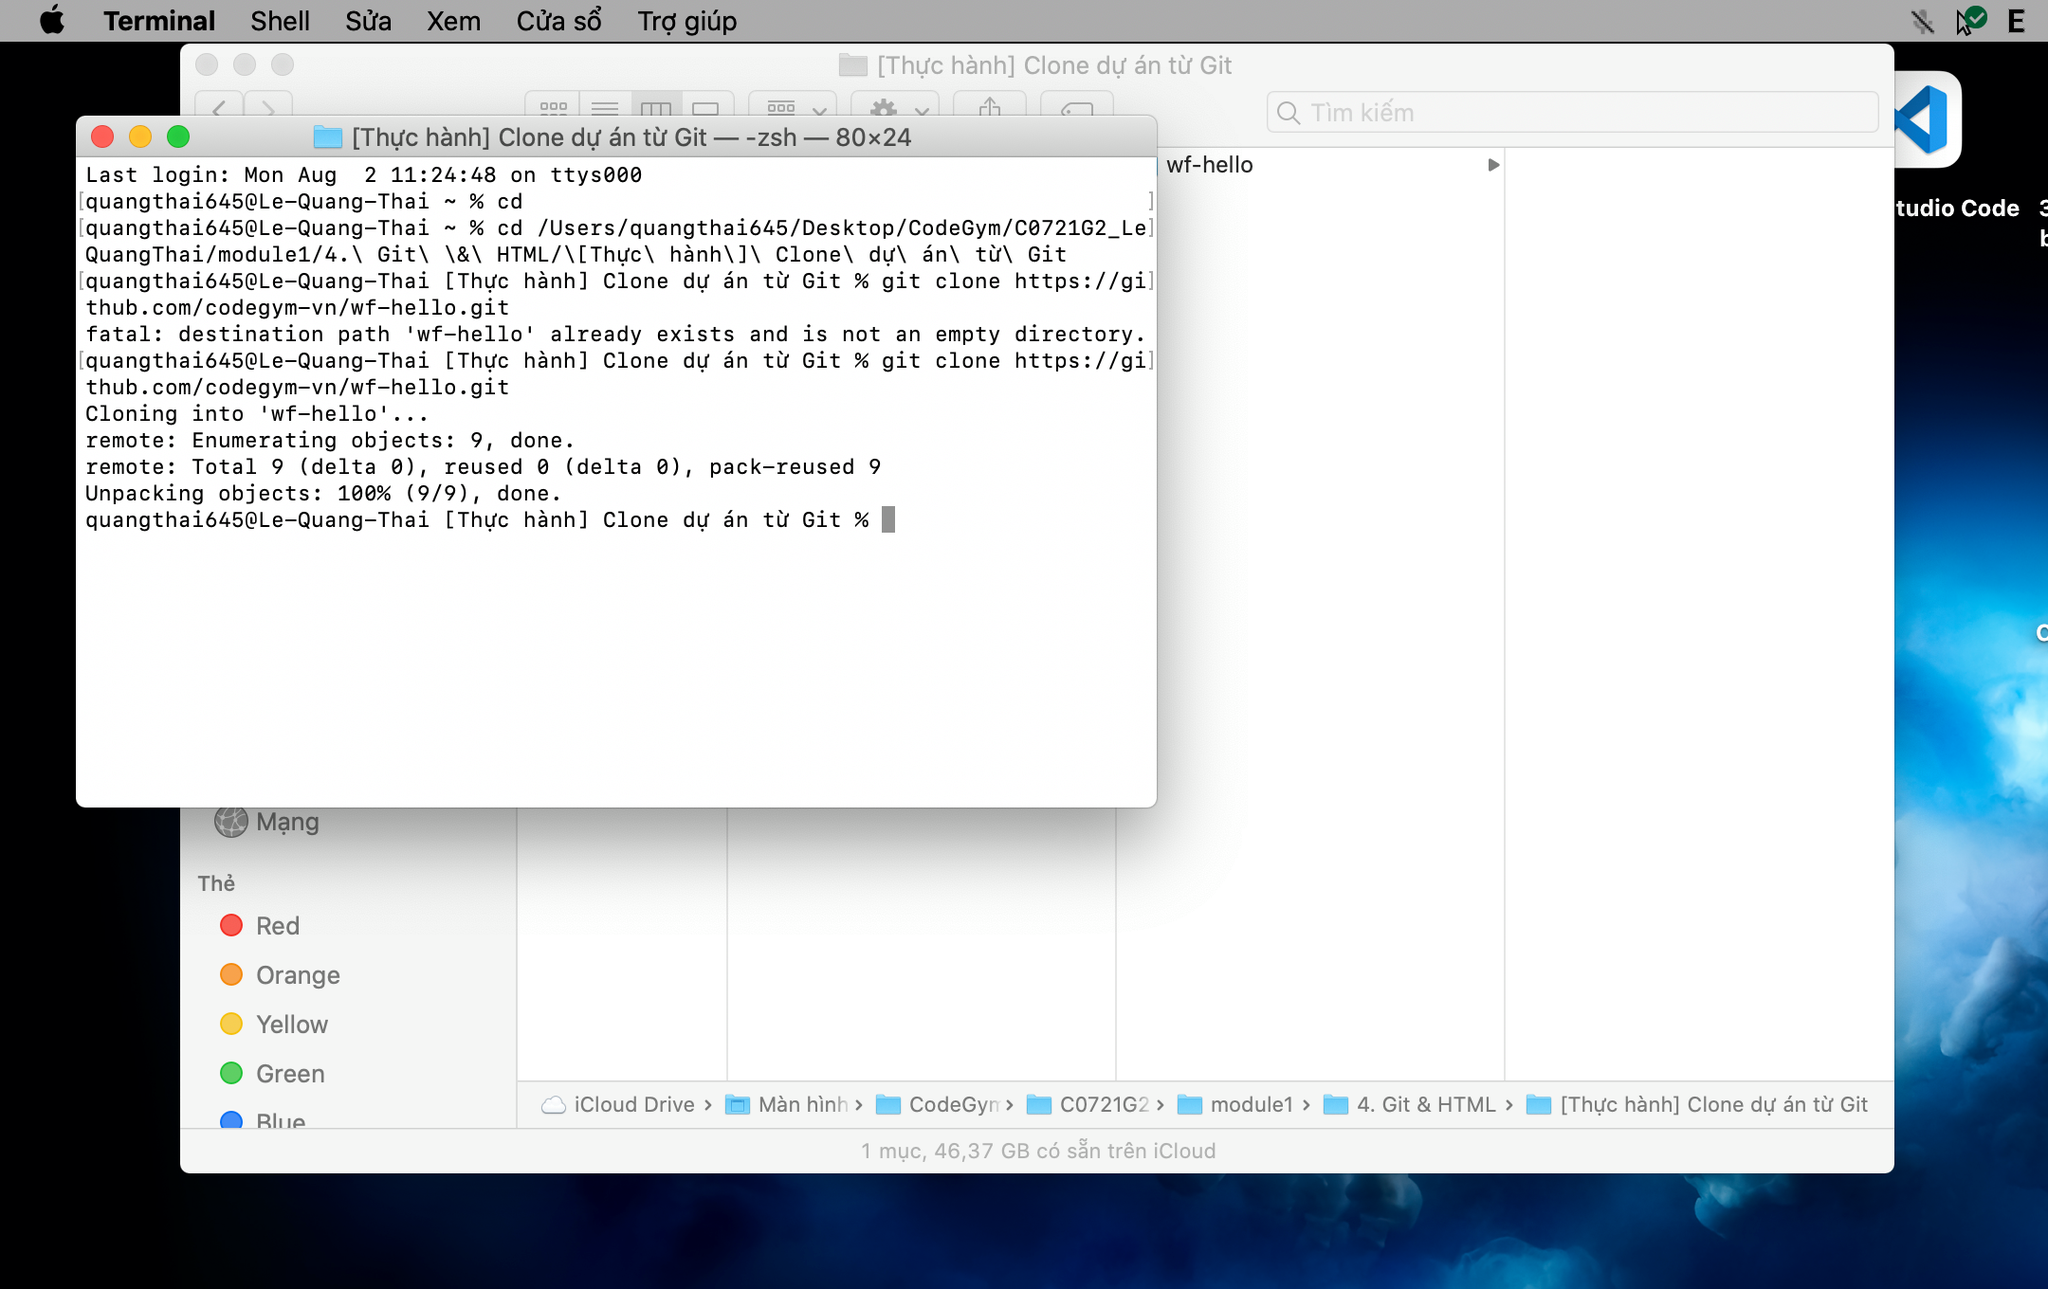 Terminal Shell Sửa Xem Cửa sổ Trợ giúp E
[Thực hành] Clone dự án từ Git
Tìm kiếm
[Thực hành] Clone dự án từ Git — -zsh — 80×24
Last login: Mon Aug  2 11:24:48 on ttys000
[quangthai645@Le-Quang-Thai ~ % cd ]
[quangthai645@Le-Quang-Thai ~ % cd /Users/quangthai645/Desktop/CodeGym/C0721G2_Le]
QuangThai/module1/4.\ Git\ \&\ HTML/\[Thực\ hành\]\ Clone\ dự\ án\ từ\ Git
[quangthai645@Le-Quang-Thai [Thực hành] Clone dự án từ Git % git clone https://gi]
thub.com/codegym-vn/wf-hello.git
fatal: destination path 'wf-hello' already exists and is not an empty directory.
[quangthai645@Le-Quang-Thai [Thực hành] Clone dự án từ Git % git clone https://gi]
thub.com/codegym-vn/wf-hello.git
Cloning into 'wf-hello'...
remote: Enumerating objects: 9, done.
remote: Total 9 (delta 0), reused 0 (delta 0), pack-reused 9
Unpacking objects: 100% (9/9), done.
quangthai645@Le-Quang-Thai [Thực hành] Clone dự án từ Git %
wf-hello
tudio Code
Mạng
Thẻ
Red
Orange
Yellow
Green
Blue
iCloud Drive › Màn hình › CodeGym › C0721G2 › module1 › 4. Git & HTML › [Thực hành] Clone dự án từ Git
1 mục, 46,37 GB có sẵn trên iCloud